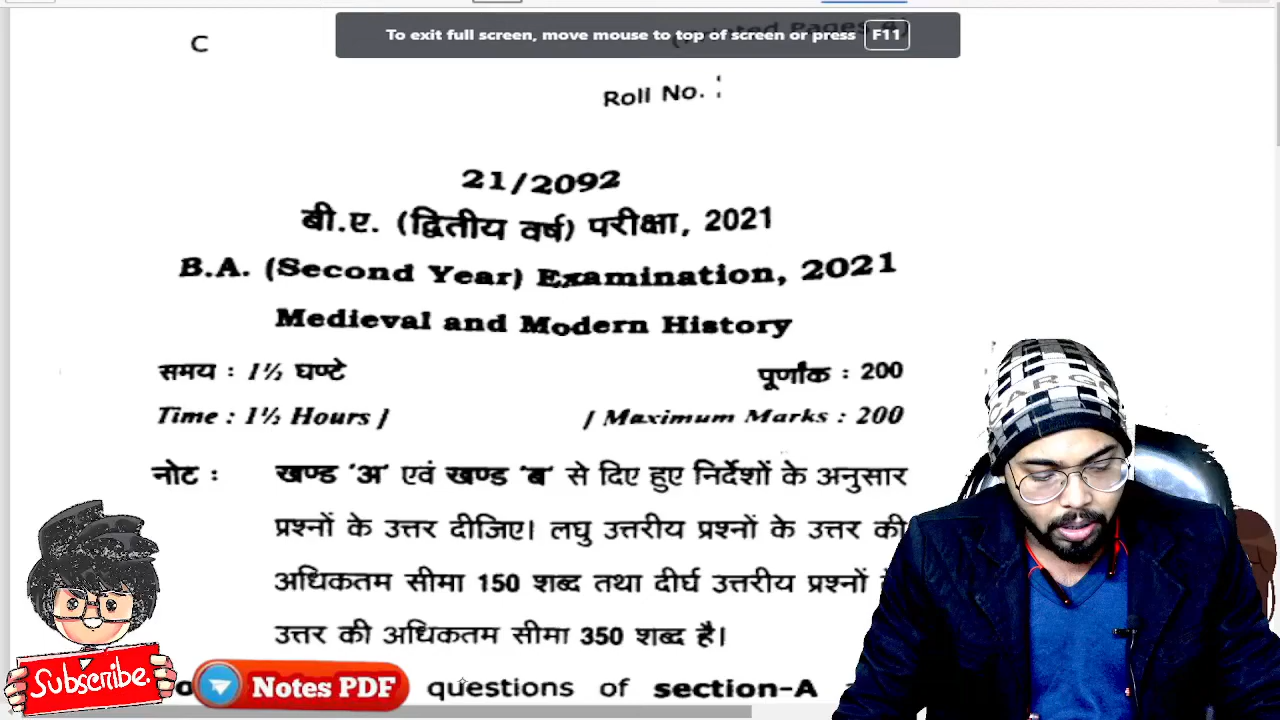 C
To exit full screen, move mouse to top of screen or press F11
Roll No. :
21/2092
बी.ए. (द्वितीय वर्ष) परीक्षा, 2021
B.A. (Second Year) Examination, 2021
Medieval and Modern History
समय : 1½ घण्टे
पूर्णांक : 200
Time : 1½ Hours ]
[ Maximum Marks : 200
नोट : खण्ड 'अ' एवं खण्ड 'ब' से दिए हुए निर्देशों के अनुसार
प्रश्नों के उत्तर दीजिए। लघु उत्तरीय प्रश्नों के उत्तर की
अधिकतम सीमा 150 शब्द तथा दीर्घ उत्तरीय प्रश्नों
उत्तर की अधिकतम सीमा 350 शब्द है।
questions of section-A
Subscribe.
Notes PDF